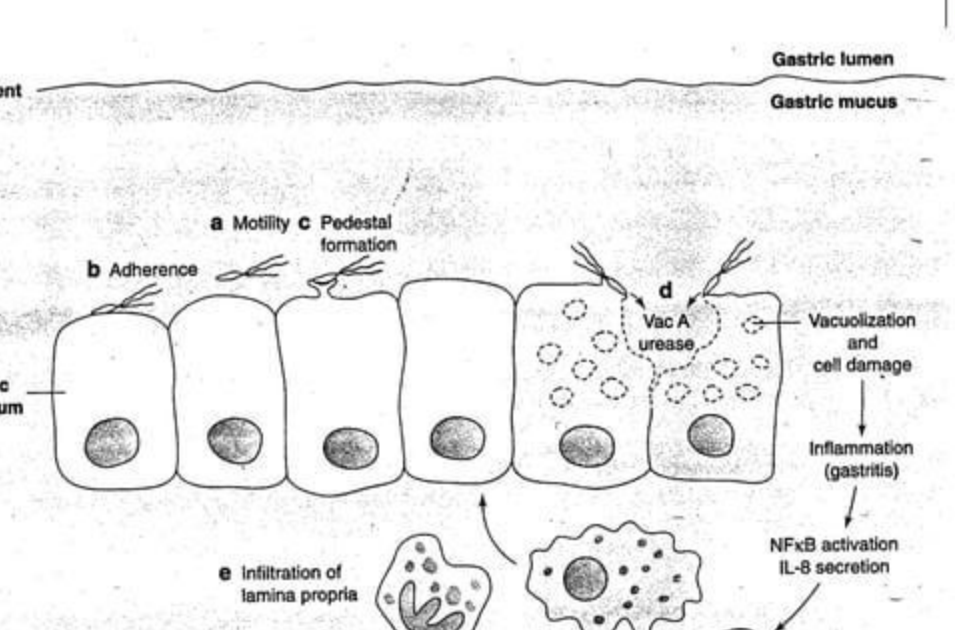 Gastric lumen
ent
Gastric mucus
a Motility c Pedestal
formation
b Adherence
d
Vac A
urease
Vacuolization
and
cell damage
c
um
Inflammation
(gastritis)
NFκB activation
IL-8 secretion
e Infiltration of
lamina propria